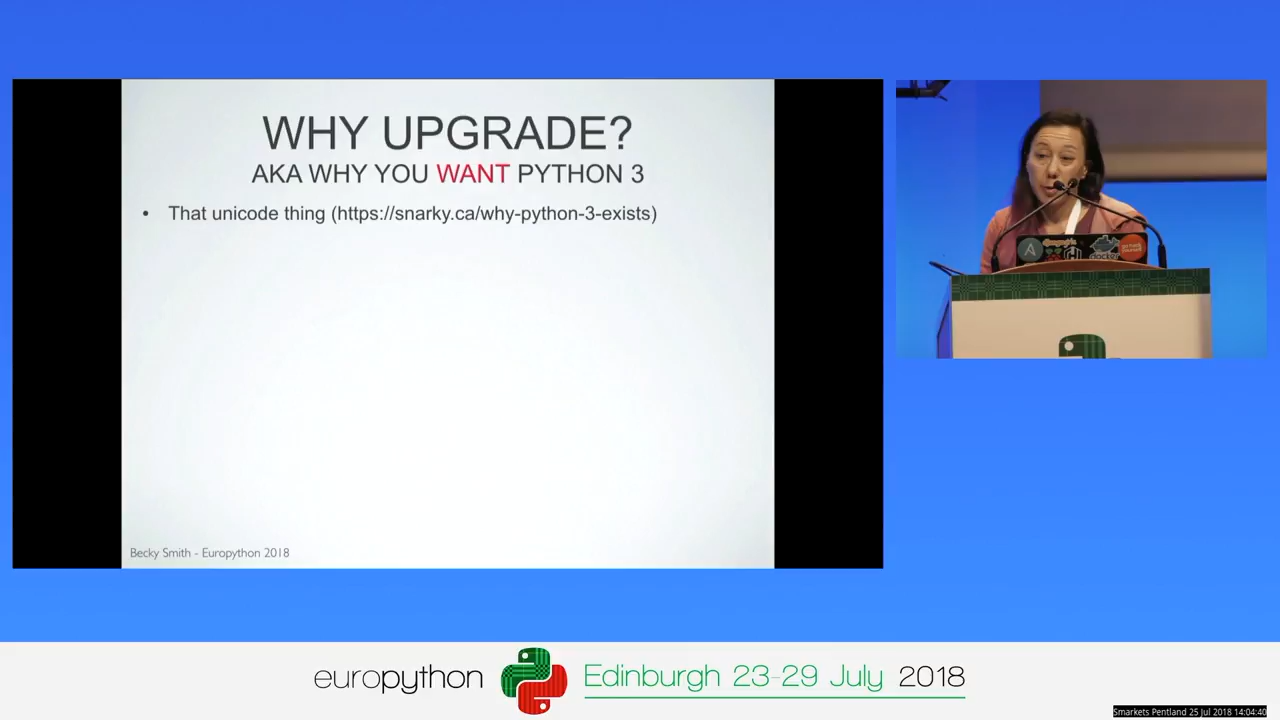 WHY UPGRADE?
AKA WHY YOU WANT PYTHON 3
• That unicode thing (https://snarky.ca/why-python-3-exists)
Becky Smith - Europython 2018
docker
europython Edinburgh 23-29 July 2018
Smarkets Pentland 25 Jul 2018 14:04:40